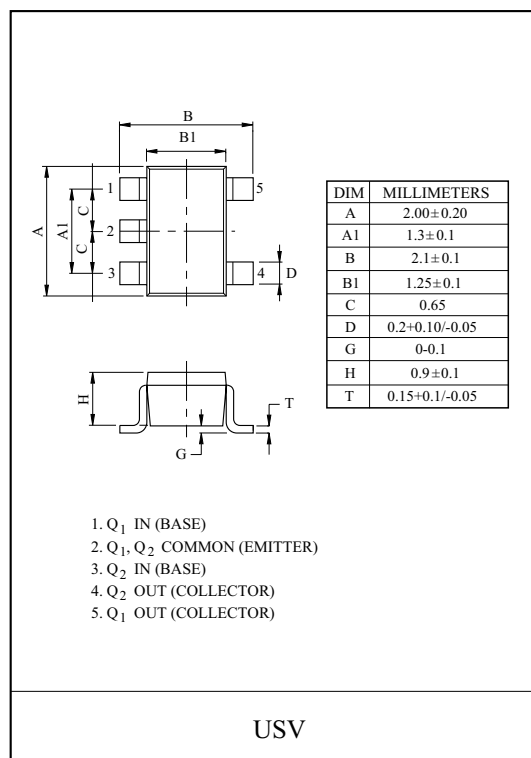 B
B1
1
5
A
A1
C
2
C
3
4
D
H
T
G
DIM MILLIMETERS
A 2.00±0.20
A1 1.3±0.1
B 2.1±0.1
B1 1.25±0.1
C 0.65
D 0.2+0.10/-0.05
G 0-0.1
H 0.9±0.1
T 0.15+0.1/-0.05
1. Q1 IN (BASE)
2. Q1, Q2 COMMON (EMITTER)
3. Q2 IN (BASE)
4. Q2 OUT (COLLECTOR)
5. Q1 OUT (COLLECTOR)
USV